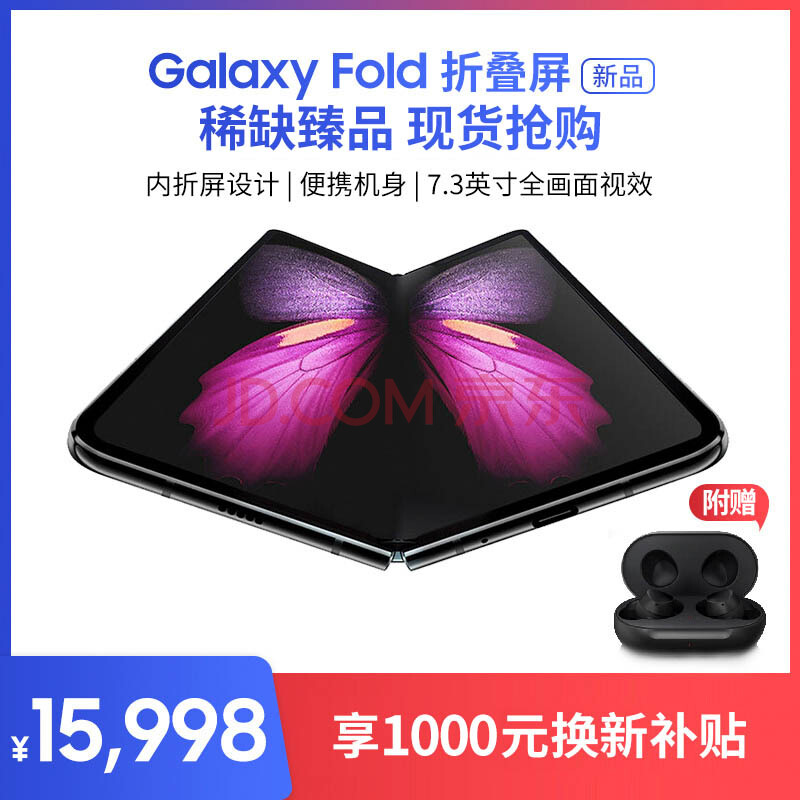 Galaxy Fold 折叠屏 新品
稀缺臻品 现货抢购
内折屏设计 | 便携机身 | 7.3英寸全画面视效
JD.COM 京东
附赠
¥15,998
享1000元换新补贴